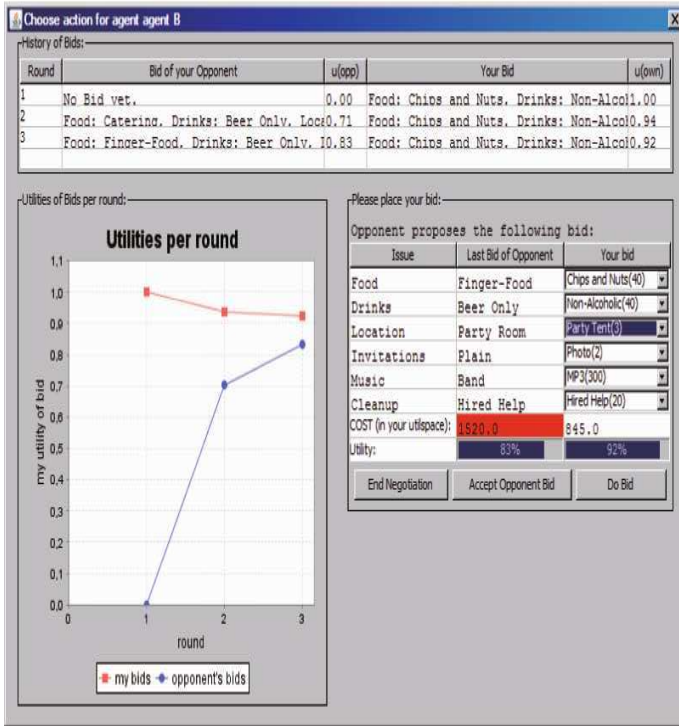 Choose action for agent agent B
X
History of Bids:
Round Bid of your Opponent u(opp) Your Bid u(own)
1 No Bid yet. 0.00 Food: Chips and Nuts. Drinks: Non-Alcol 1.00
2 Food: Catering. Drinks: Beer Only. Loca 0.71 Food: Chips and Nuts. Drinks: Non-Alcol 0.94
3 Food: Finger-Food. Drinks: Beer Only. 0.83 Food: Chips and Nuts. Drinks: Non-Alcol 0.92
Utilities of Bids per round:
Utilities per round
1,1
1,0
0,9
0,8
0,7
0,6
0,5
0,4
0,3
0,2
0,1
0,0
my utility of bid
0 1 2 3
round
my bids opponent's bids
Please place your bid:
Opponent proposes the following bid:
Issue Last Bid of Opponent Your bid
Food Finger-Food Chips and Nuts(40)
Drinks Beer Only Non-Alcoholic(40)
Location Party Room Party Tent(3)
Invitations Plain Photo(2)
Music Band MP3(300)
Cleanup Hired Help Hired Help(20)
COST (in your utilspace): 1520.0 845.0
Utility: 83% 92%
End Negotiation Accept Opponent Bid Do Bid